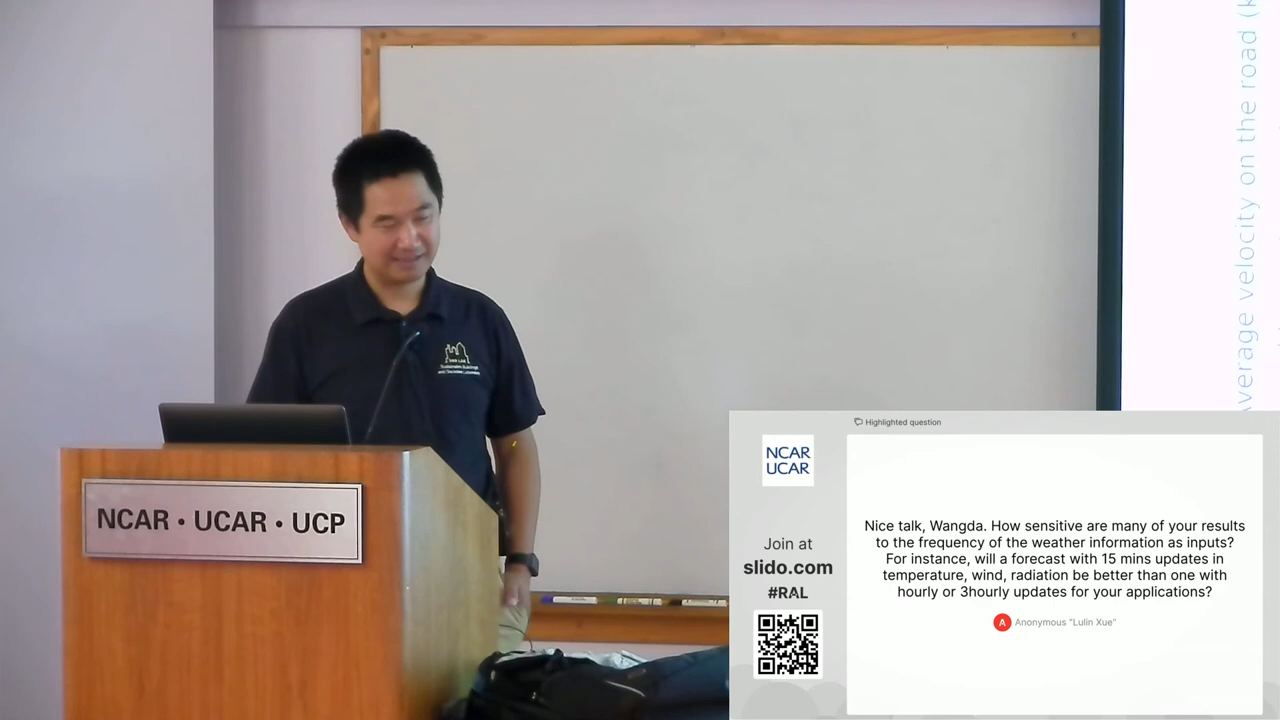 verage velocity on the road (k
Sustainable Buildings
NCAR • UCAR • UCP
Highlighted question
NCAR
UCAR
Join at
slido.com
#RAL
Nice talk, Wangda. How sensitive are many of your results
to the frequency of the weather information as inputs?
For instance, will a forecast with 15 mins updates in
temperature, wind, radiation be better than one with
hourly or 3hourly updates for your applications?
A Anonymous "Lulin Xue"